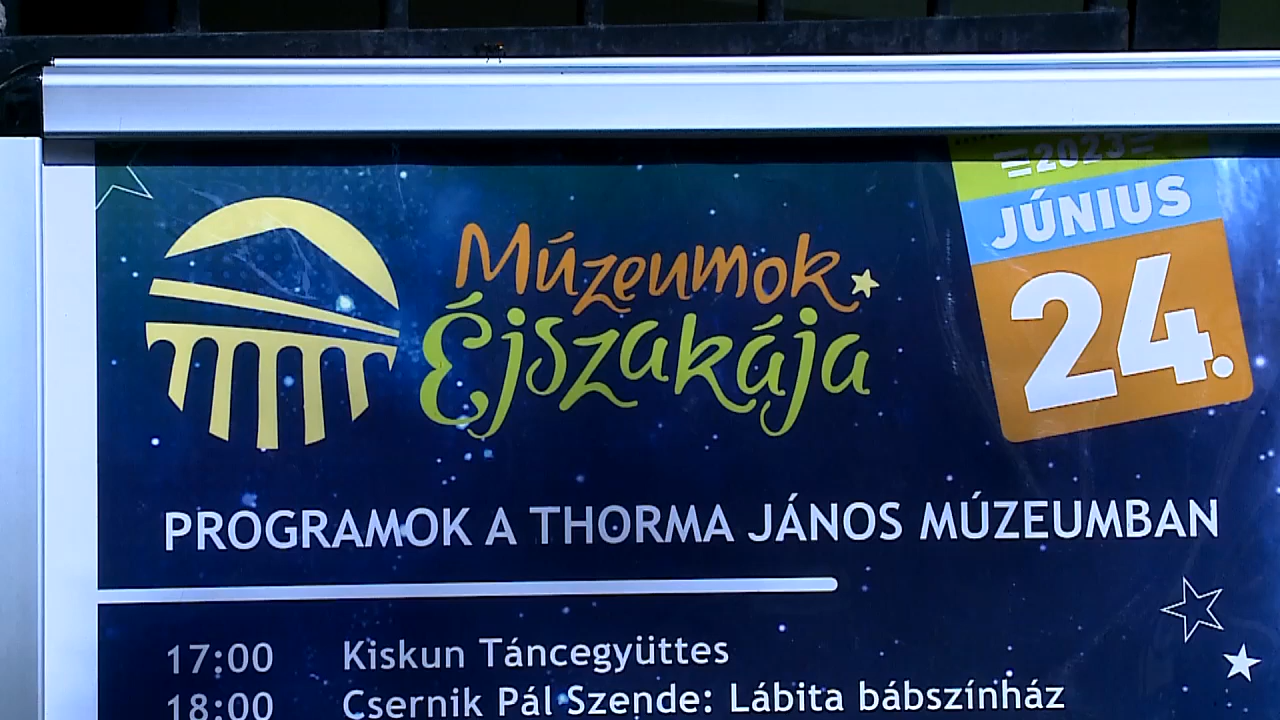 2023
JÚNIUS
24.
Múzeumok
Éjszakája
PROGRAMOK A THORMA JÁNOS MÚZEUMBAN
17:00 Kiskun Táncegyüttes
18:00 Csernik Pál Szende: Lábita bábszínház